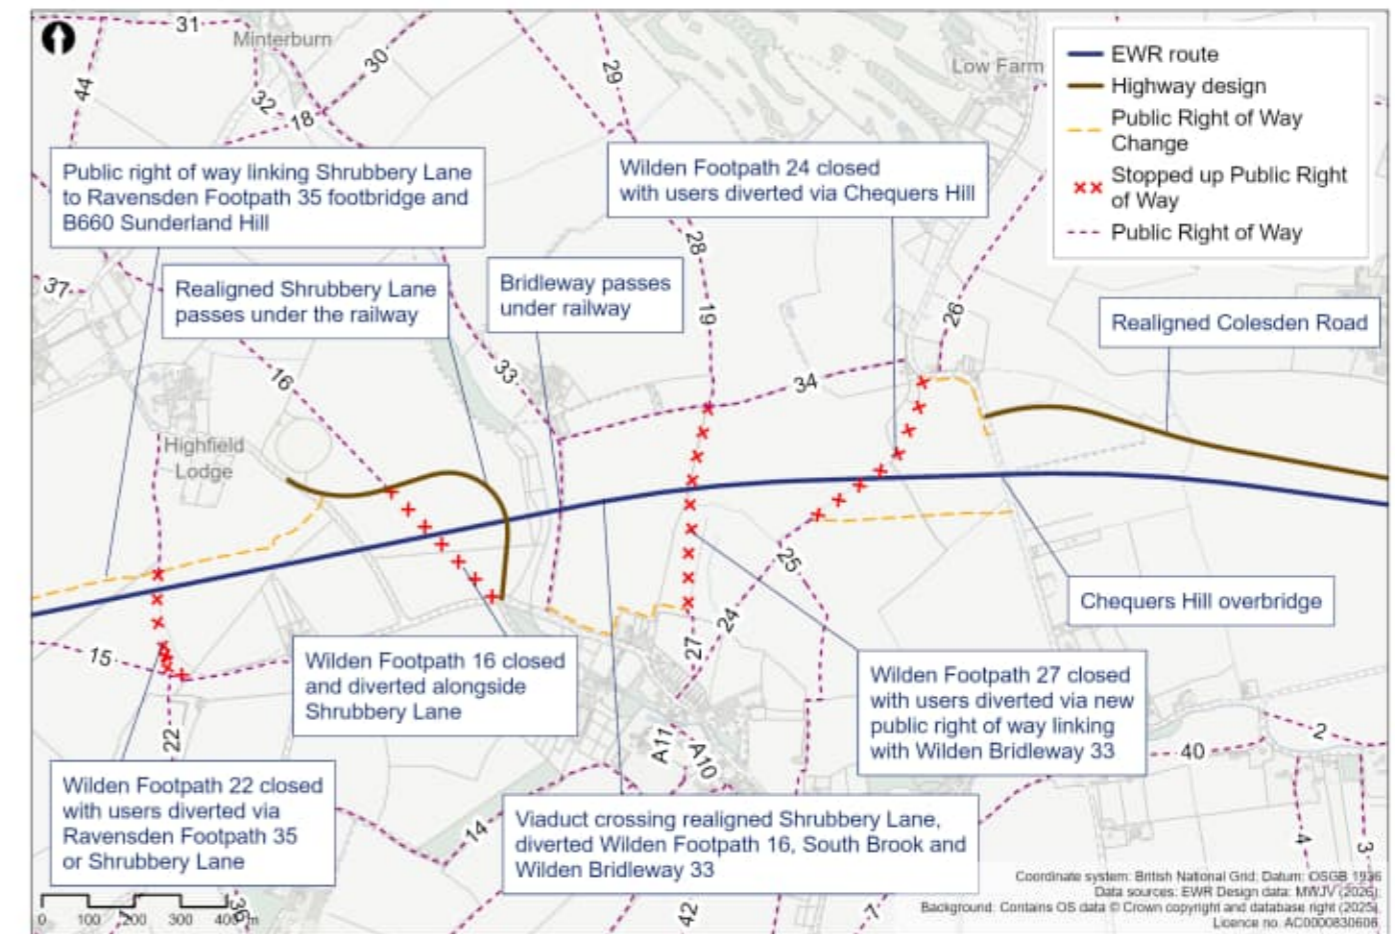 31
Minterburn
30
29
44
32
18
Low Farm
EWR route
Highway design
Public Right of Way
Change
Stopped up Public Right
of Way
Public Right of Way
Public right of way linking Shrubbery Lane
to Ravensden Footpath 35 footbridge and
B660 Sunderland Hill
Wilden Footpath 24 closed
with users diverted via Chequers Hill
28
37
Realigned Shrubbery Lane
passes under the railway
Bridleway passes
under railway
19
26
Realigned Colesden Road
16
33
34
Highfield
Lodge
25
Chequers Hill overbridge
24
27
15
Wilden Footpath 16 closed
and diverted alongside
Shrubbery Lane
Wilden Footpath 27 closed
with users diverted via new
public right of way linking
with Wilden Bridleway 33
22
A11
A10
40
2
Wilden Footpath 22 closed
with users diverted via
Ravensden Footpath 35
or Shrubbery Lane
14
Viaduct crossing realigned Shrubbery Lane,
diverted Wilden Footpath 16, South Brook and
Wilden Bridleway 33
4
3
36
42
7
0 100 200 300 400 m
Coordinate system: British National Grid; Datum: OSGB 1936
Data sources: EWR Design data: MWJV (2026);
Background: Contains OS data © Crown copyright and database right (2025);
Licence no. AC0000830606